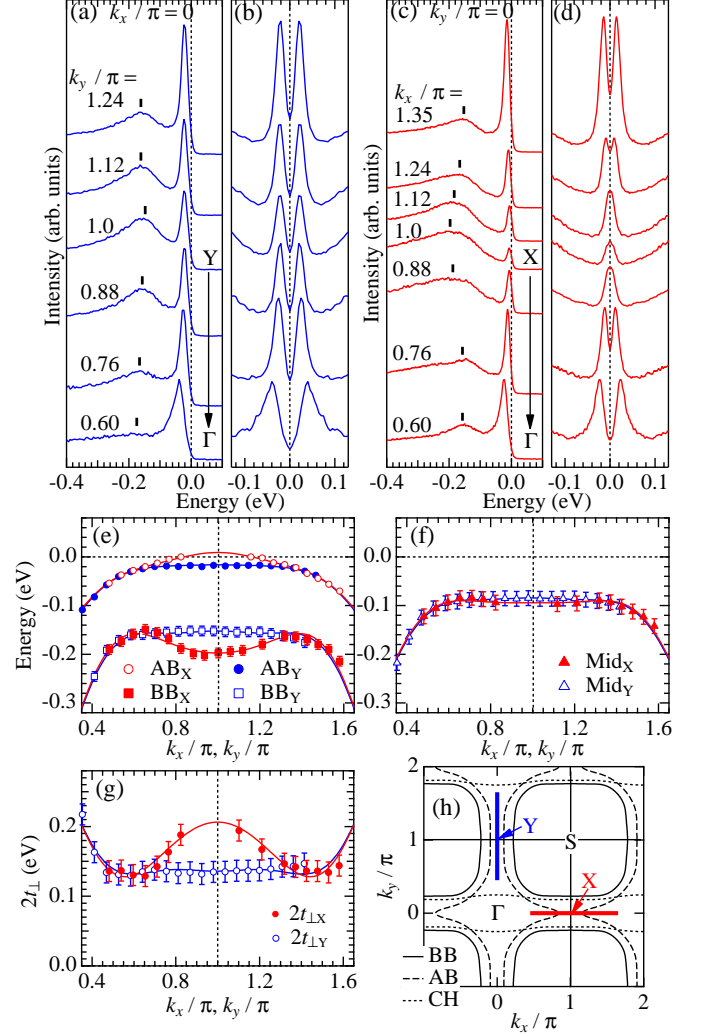 (a) kx / π = 0
(b)
(c) ky / π = 0
(d)
ky / π =
1.24
1.12
1.0
0.88
0.76
0.60
Y
Γ
kx / π =
1.35
1.24
1.12
1.0
0.88
0.76
0.60
X
Γ
Intensity (arb. units)
Intensity (arb. units)
-0.4 -0.2 0.0 0.0 0.1
-0.4 -0.2 0.0 0.0 0.1
Energy (eV)
Energy (eV)
(e)
0.0
-0.1
-0.2
-0.3
Energy (eV)
ABX ABY
BBX BBY
0.4 0.8 1.2 1.6
kx / π, ky / π
(f)
0.0
-0.1
-0.2
-0.3
MidX
MidY
0.4 0.8 1.2 1.6
kx / π, ky / π
(g)
0.2
0.1
0.0
2t⊥ (eV)
2t⊥X
2t⊥Y
0.4 0.8 1.2 1.6
kx / π, ky / π
(h)
2
1
0
ky / π
Y
S
X
Γ
BB
AB
CH
0 1 2
kx / π